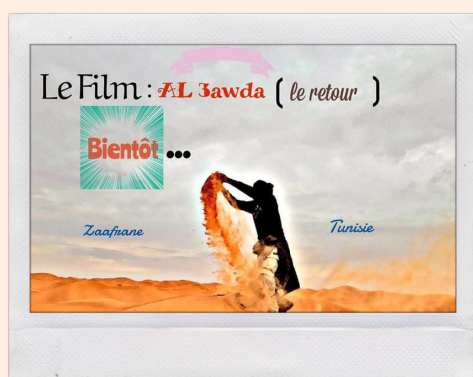 Le Film : AL 3awda ( le retour )
Bientôt ...
Zaafrane
Tunisie